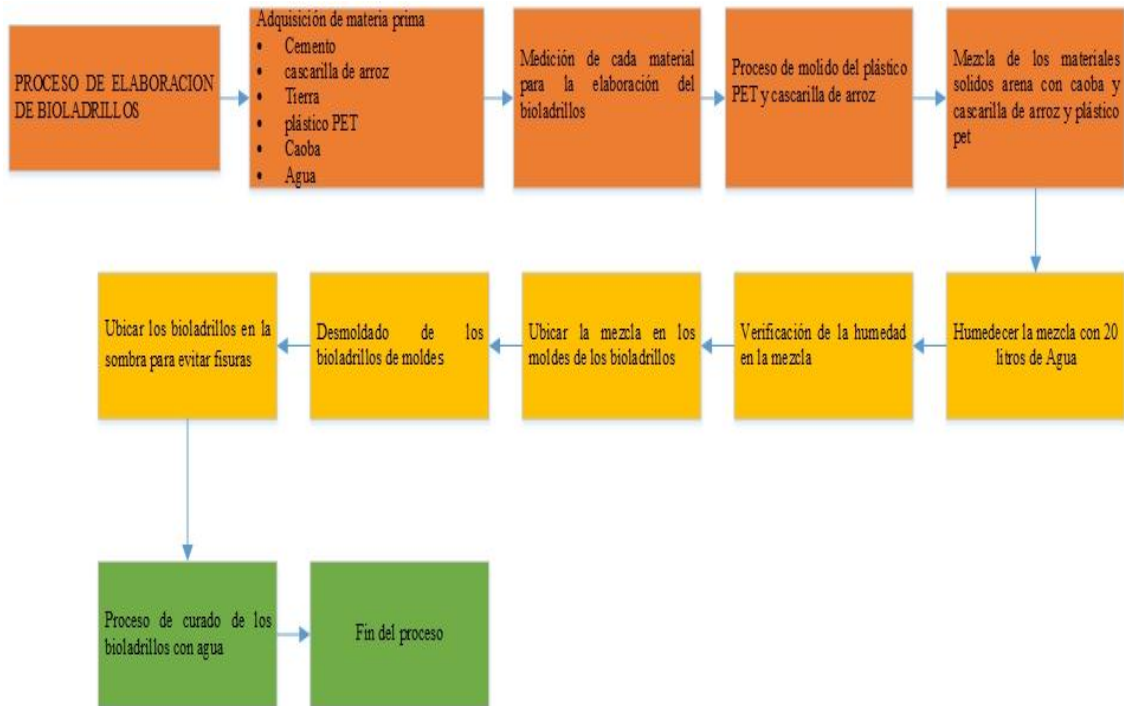 PROCESO DE ELABORACION
DE BIOLADRILLOS
Adquisición de materia prima
• Cemento
• cascarilla de arroz
• Tierra
• plástico PET
• Caoba
• Agua
Medición de cada material
para la elaboración del
bioladrillos
Proceso de molido del plástico
PET y cascarilla de arroz
Mezcla de los materiales
solidos arena con caoba y
cascarilla de arroz y plástico
pet
Humedecer la mezcla con 20
litros de Agua
Verificación de la humedad
en la mezcla
Ubicar la mezcla en los
moldes de los bioladrillos
Desmoldado de los
bioladrillos de moldes
Ubicar los bioladrillos en la
sombra para evitar fisuras
Proceso de curado de los
bioladrillos con agua
Fin del proceso